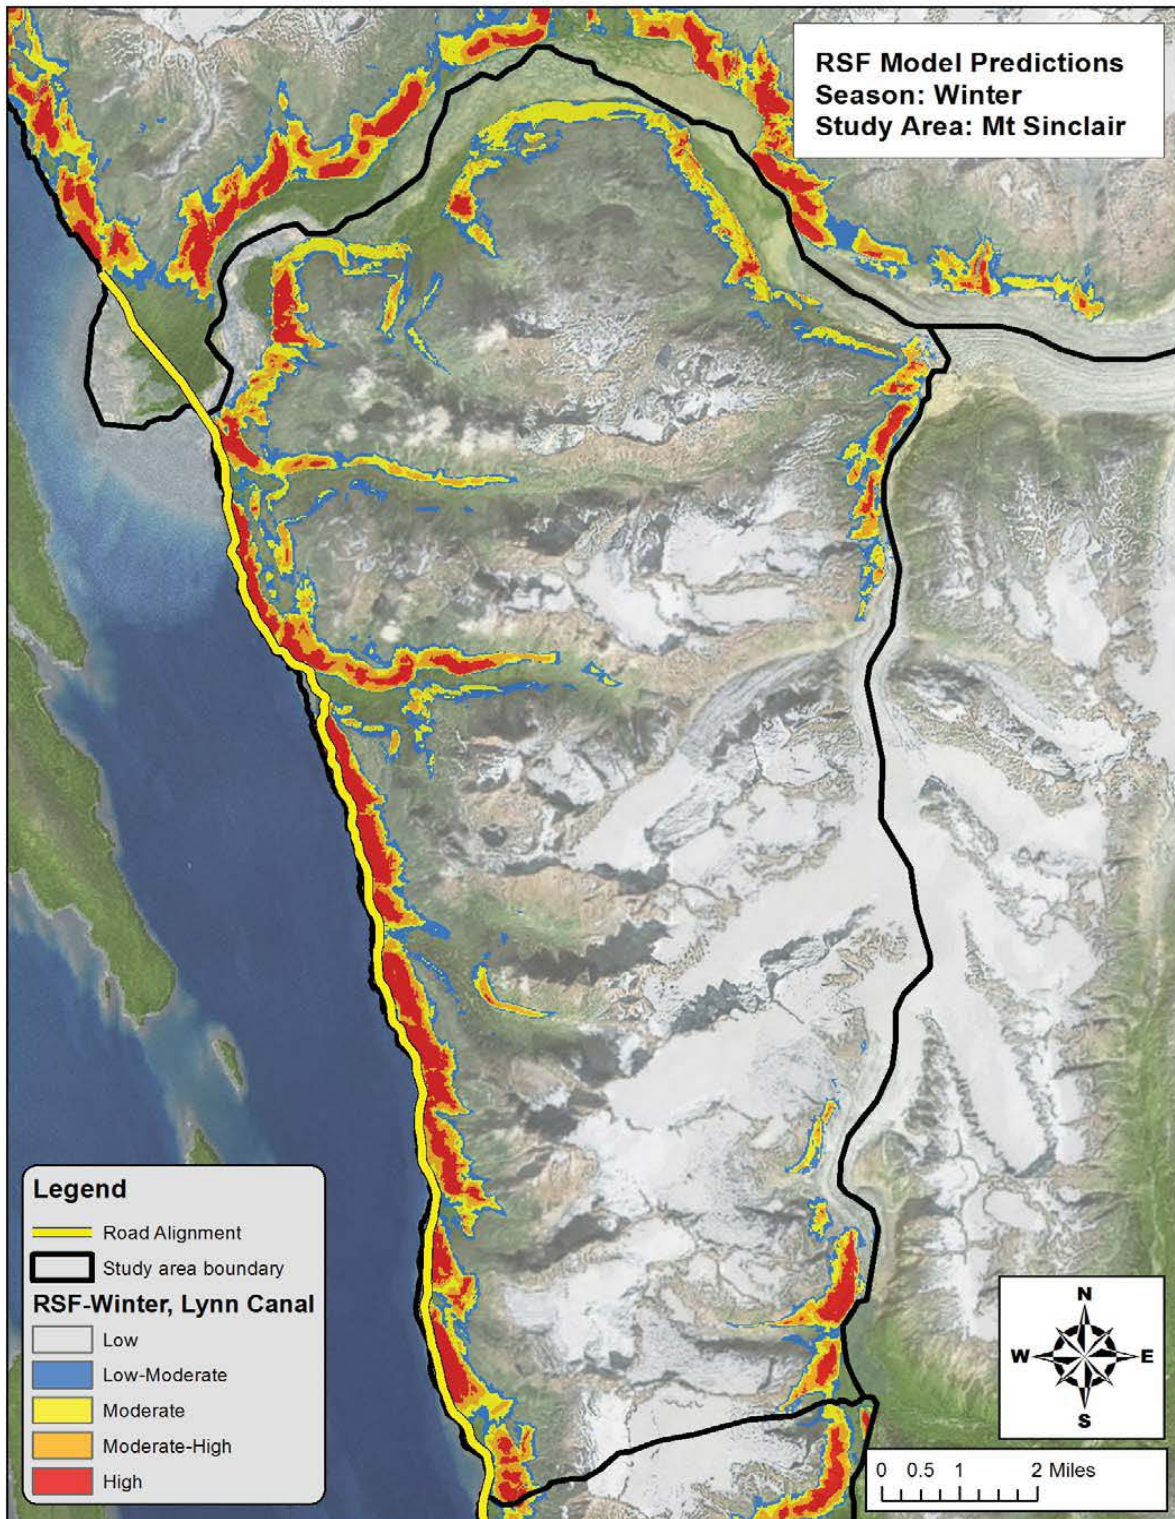 RSF Model Predictions
Season: Winter
Study Area: Mt Sinclair
Legend
Road Alignment
Study area boundary
RSF-Winter, Lynn Canal
Low
Low-Moderate
Moderate
Moderate-High
High
N
W E
S
0 0.5 1 2 Miles